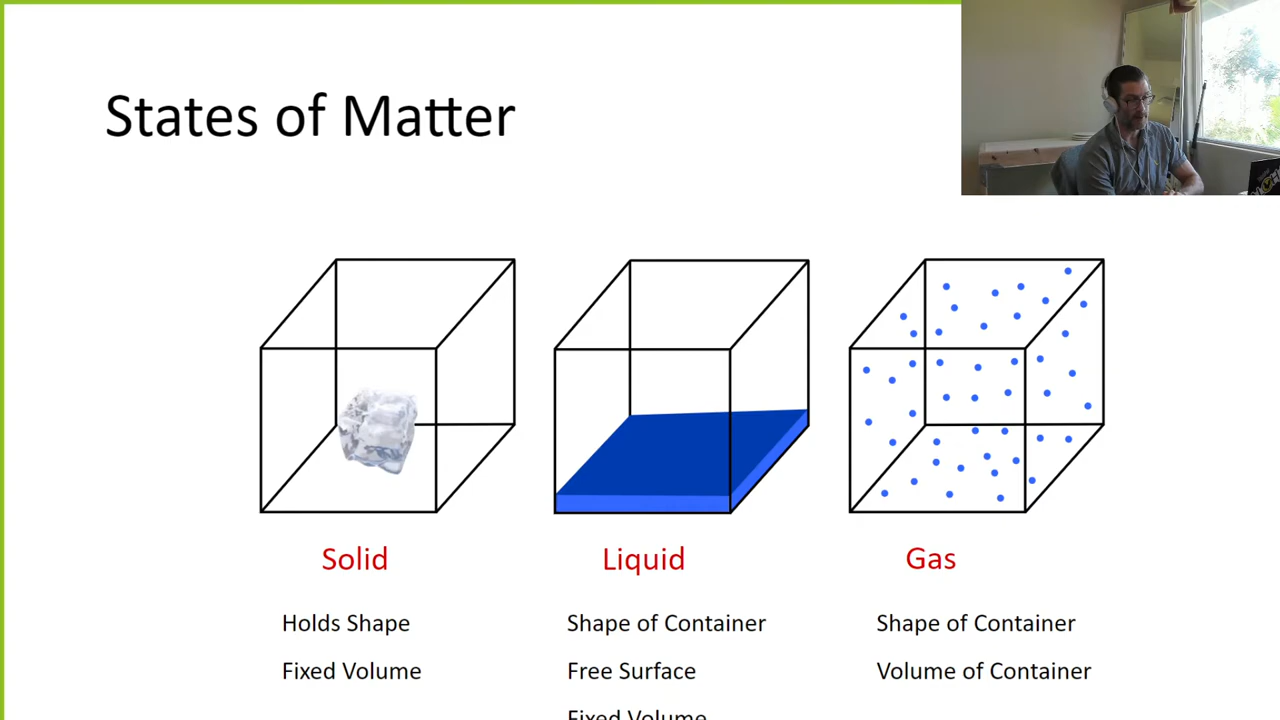 States of Matter
Solid
Holds Shape
Fixed Volume
Liquid
Shape of Container
Free Surface
Fixed Volume
Gas
Shape of Container
Volume of Container